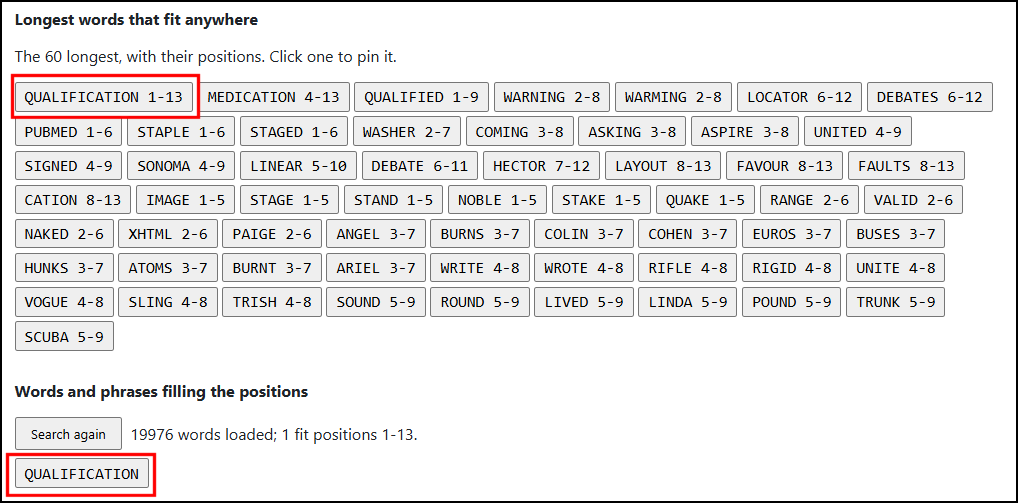 Longest words that fit anywhere
The 60 longest, with their positions. Click one to pin it.
QUALIFICATION 1-13 MEDICATION 4-13 QUALIFIED 1-9 WARNING 2-8 WARMING 2-8 LOCATOR 6-12 DEBATES 6-12
PUBMED 1-6 STAPLE 1-6 STAGED 1-6 WASHER 2-7 COMING 3-8 ASKING 3-8 ASPIRE 3-8 UNITED 4-9
SIGNED 4-9 SONOMA 4-9 LINEAR 5-10 DEBATE 6-11 HECTOR 7-12 LAYOUT 8-13 FAVOUR 8-13 FAULTS 8-13
CATION 8-13 IMAGE 1-5 STAGE 1-5 STAND 1-5 NOBLE 1-5 STAKE 1-5 QUAKE 1-5 RANGE 2-6 VALID 2-6
NAKED 2-6 XHTML 2-6 PAIGE 2-6 ANGEL 3-7 BURNS 3-7 COLIN 3-7 COHEN 3-7 EUROS 3-7 BUSES 3-7
HUNKS 3-7 ATOMS 3-7 BURNT 3-7 ARIEL 3-7 WRITE 4-8 WROTE 4-8 RIFLE 4-8 RIGID 4-8 UNITE 4-8
VOGUE 4-8 SLING 4-8 TRISH 4-8 SOUND 5-9 ROUND 5-9 LIVED 5-9 LINDA 5-9 POUND 5-9 TRUNK 5-9
SCUBA 5-9
Words and phrases filling the positions
Search again 19976 words loaded; 1 fit positions 1-13.
QUALIFICATION